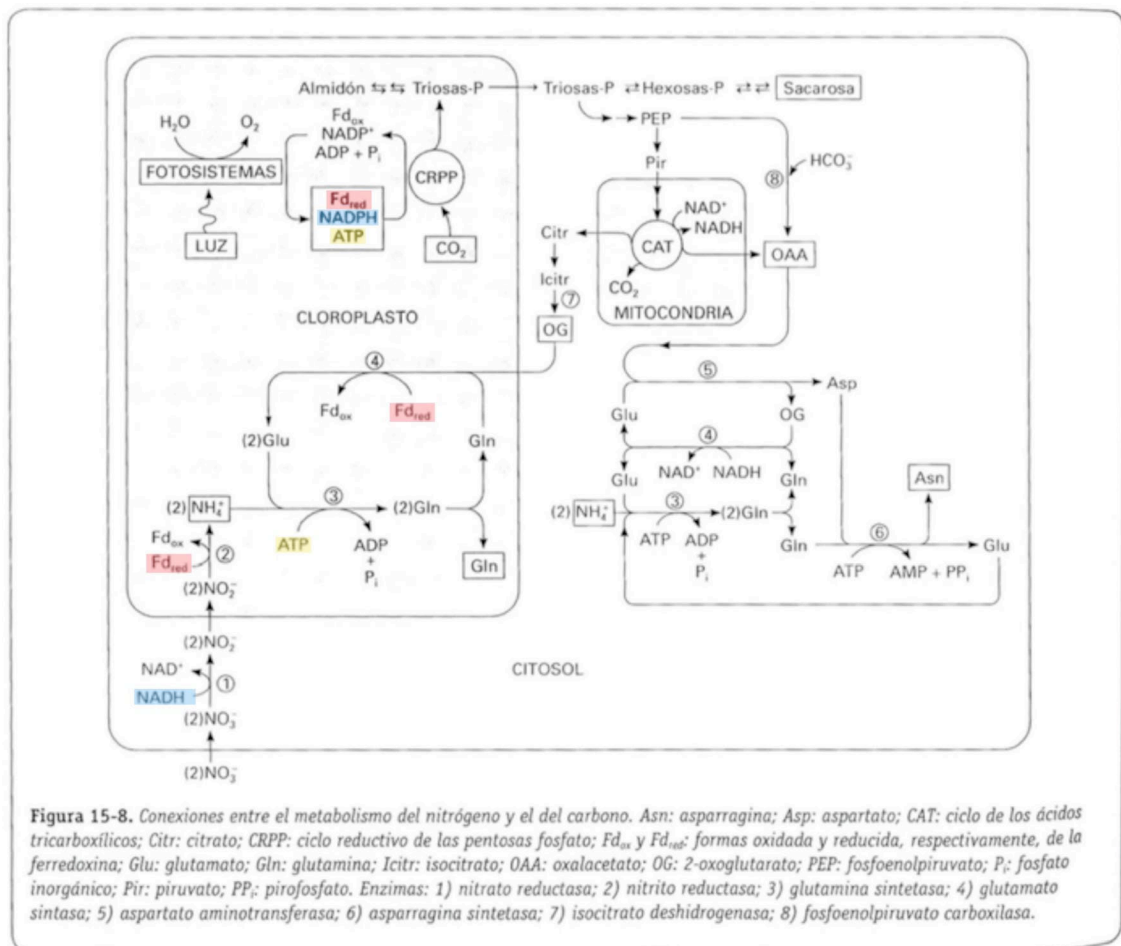 Almidón ⇆⇆ Triosas-P → Triosas-P ⇄ Hexosas-P ⇄ ⇄ Sacarosa
H₂O O₂
Fdₒₓ
NADP⁺
ADP + Pᵢ
FOTOSISTEMAS
CRPP
Fd_red
NADPH
ATP
LUZ
CO₂
PEP
HCO₃⁻
⑧
Pir
NAD⁺
NADH
Citr
CAT
OAA
CO₂
Icitr
⑦
MITOCONDRIA
OG
CLOROPLASTO
④
Fdₒₓ Fd_red
(2)Glu Gln
(2) NH₄⁺ ③ (2)Gln
ATP ADP
+
Pᵢ
Gln
Fdₒₓ
Fd_red ②
(2)NO₂⁻
(2)NO₂⁻
NAD⁺
NADH ①
(2)NO₃⁻
(2)NO₃⁻
⑤ Asp
Glu OG
④
NAD⁺ NADH
Glu Gln
Asn
(2) NH₄⁺ ③ (2)Gln
ATP ADP
+
Pᵢ
Gln ⑥ Glu
ATP AMP + PPᵢ
CITOSOL
Figura 15-8. Conexiones entre el metabolismo del nitrógeno y el del carbono. Asn: asparragina; Asp: aspartato; CAT: ciclo de los ácidos
tricarboxílicos; Citr: citrato; CRPP: ciclo reductivo de las pentosas fosfato; Fdₒₓ y Fd_red: formas oxidada y reducida, respectivamente, de la
ferredoxina; Glu: glutamato; Gln: glutamina; Icitr: isocitrato; OAA: oxalacetato; OG: 2-oxoglutarato; PEP: fosfoenolpiruvato; Pᵢ: fosfato
inorgánico; Pir: piruvato; PPᵢ: pirofosfato. Enzimas: 1) nitrato reductasa; 2) nitrito reductasa; 3) glutamina sintetasa; 4) glutamato
sintasa; 5) aspartato aminotransferasa; 6) asparragina sintetasa; 7) isocitrato deshidrogenasa; 8) fosfoenolpiruvato carboxilasa.